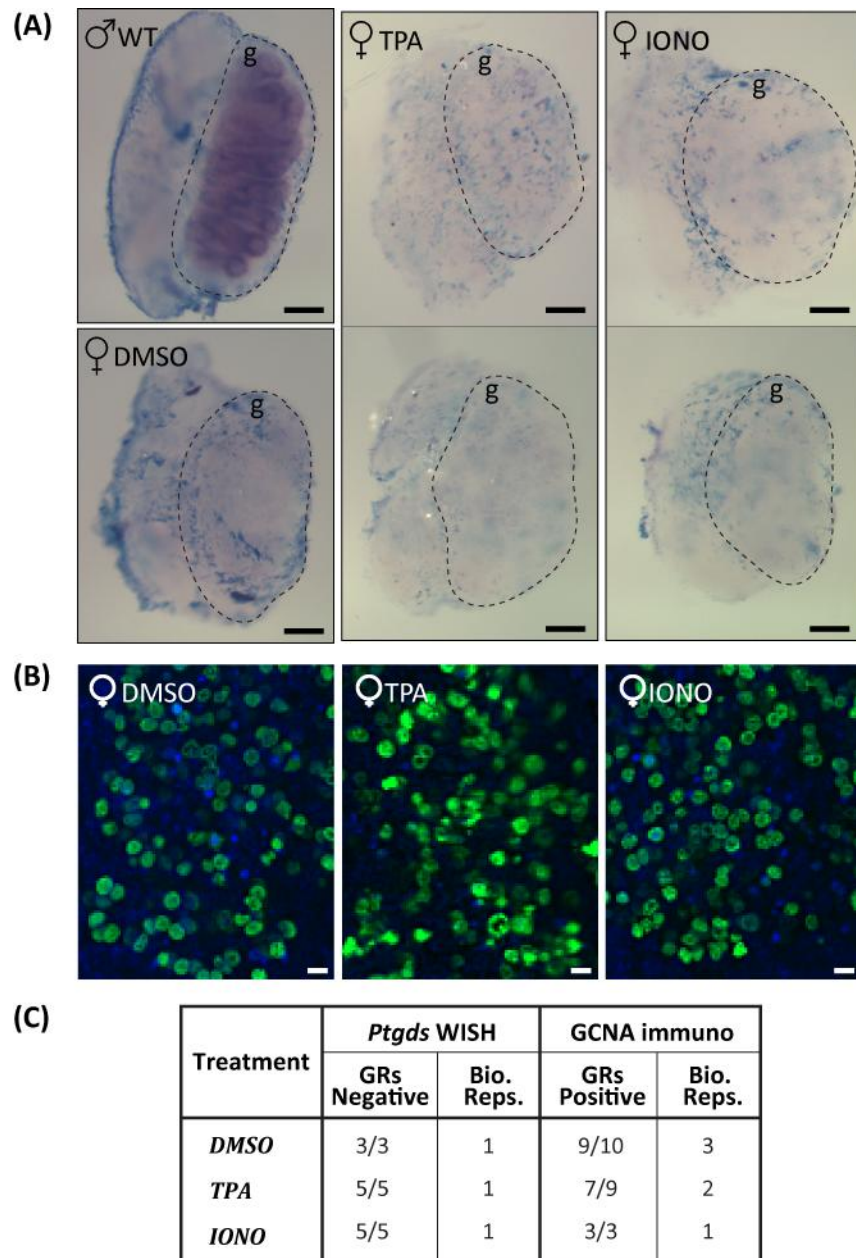 (A)
♂ WT
g
♀ TPA
g
♀ IONO
g
♀ DMSO
g
g
g
(B)
♀ DMSO
♀ TPA
♀ IONO
(C)
Treatment Ptgds WISH GCNA immuno
GRs Negative Bio. Reps. GRs Positive Bio. Reps.
DMSO 3/3 1 9/10 3
TPA 5/5 1 7/9 2
IONO 5/5 1 3/3 1